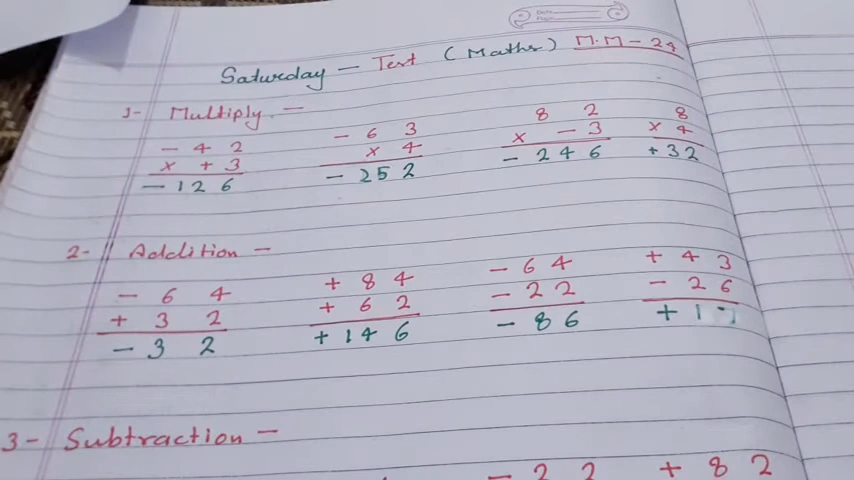 Saturday - Test (Maths) M.M - 24
1- Multiply. -
- 4 2 - 6 3 8 2 8
x + 3 x 4 x - 3 x 4
- 1 2 6 - 2 5 2 - 2 4 6 + 3 2
2- Addition -
- 6 4 + 8 4 - 6 4 + 4 3
+ 3 2 + 6 2 - 2 2 - 2 6
- 3 2 + 1 4 6 - 8 6 + 1
3- Subtraction -
- 2 2 + 8 2